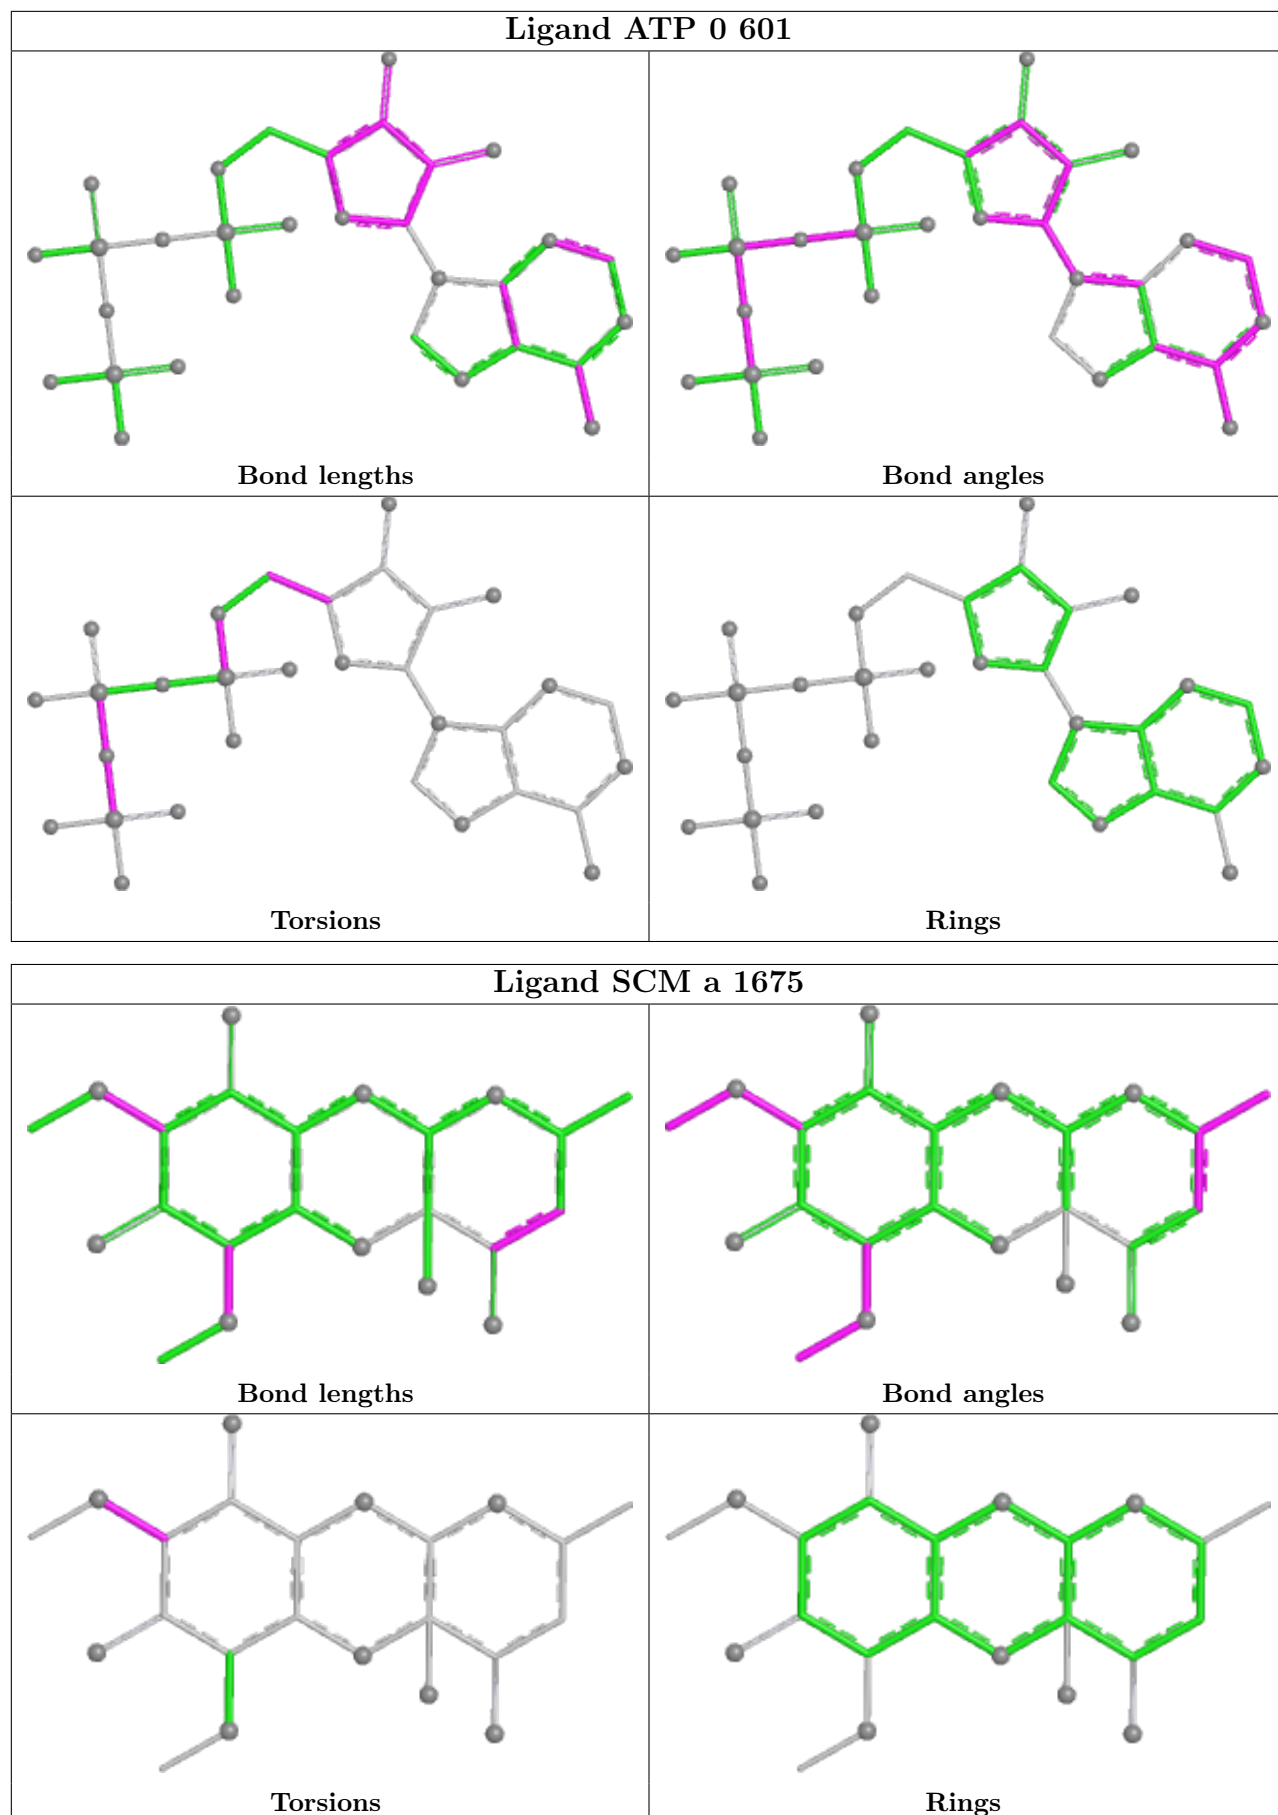 Ligand ATP 0 601
Bond lengths
Bond angles
Torsions
Rings
Ligand SCM a 1675
Bond lengths
Bond angles
Torsions
Rings